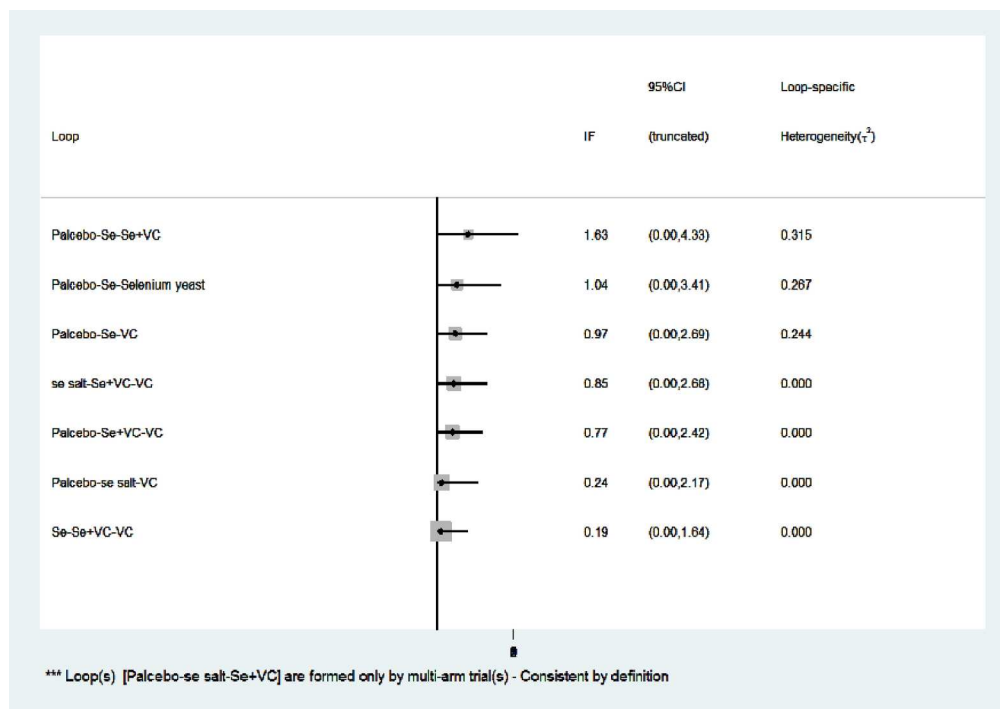 95%CI Loop-specific
Loop IF (truncated) Heterogeneity(τ²)
Palcebo-Se-Se+VC 1.63 (0.00,4.33) 0.315
Palcebo-Se-Selenium yeast 1.04 (0.00,3.41) 0.267
Palcebo-Se-VC 0.97 (0.00,2.69) 0.244
se salt-Se+VC-VC 0.85 (0.00,2.68) 0.000
Palcebo-Se+VC-VC 0.77 (0.00,2.42) 0.000
Palcebo-se salt-VC 0.24 (0.00,2.17) 0.000
Se-Se+VC-VC 0.19 (0.00,1.64) 0.000
*** Loop(s) [Palcebo-se salt-Se+VC] are formed only by multi-arm trial(s) - Consistent by definition